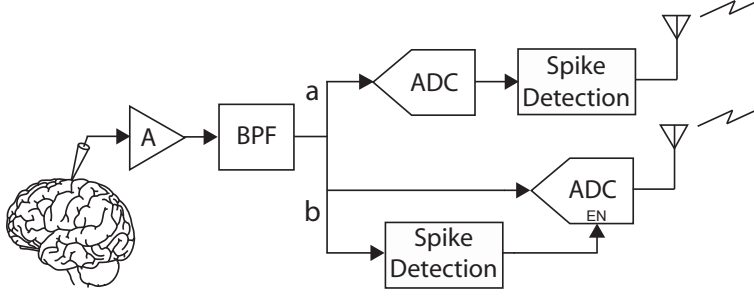 A
BPF
a
ADC
Spike
Detection
b
ADC
EN
Spike
Detection